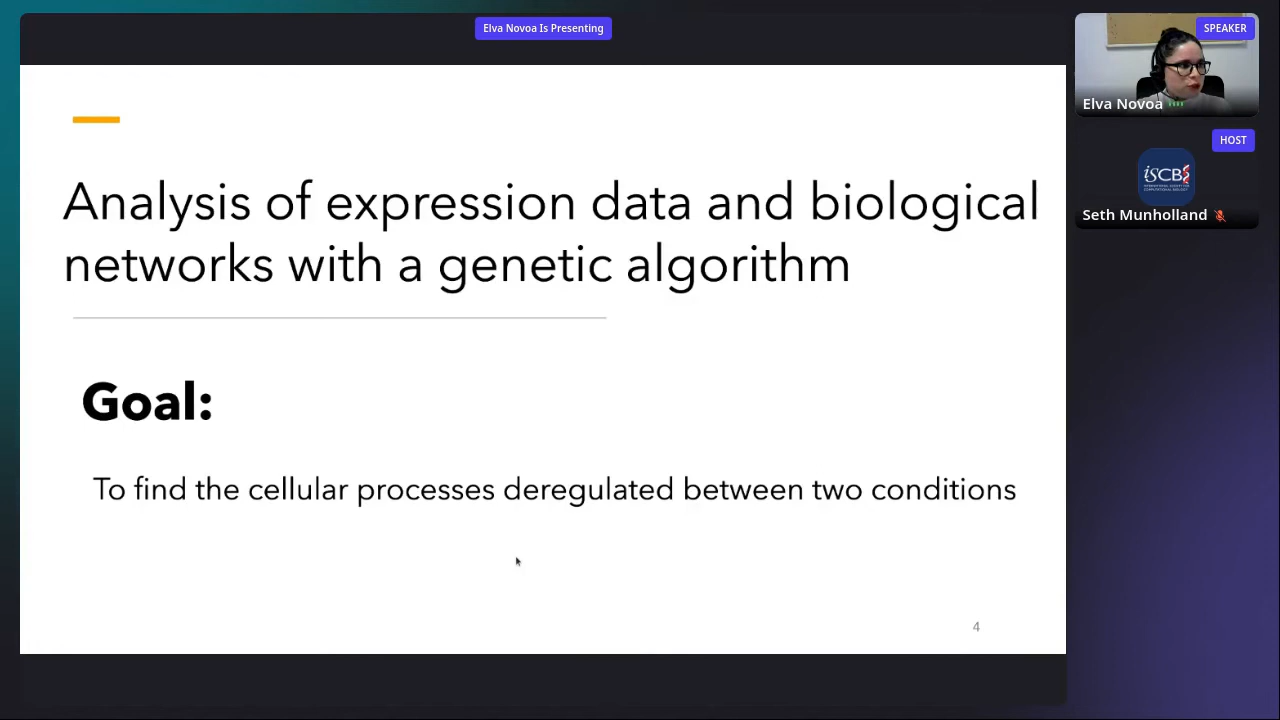 Elva Novoa Is Presenting
SPEAKER
Elva Novoa
HOST
iSCB
Seth Munholland
Analysis of expression data and biological
networks with a genetic algorithm
Goal:
To find the cellular processes deregulated between two conditions
4